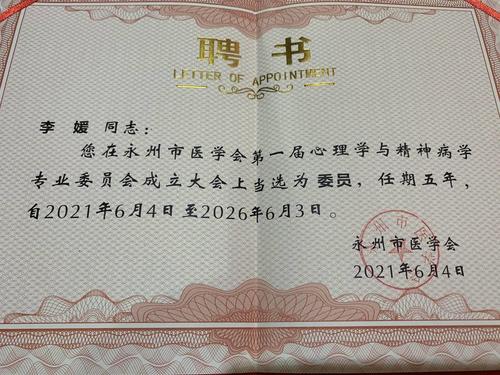 聘书
LETTER OF APPOINTMENT
李媛 同志：
您在永州市医学会第一届心理学与精神病学
专业委员会成立大会上当选为委员，任期五年，
自2021年6月4日至2026年6月3日。
永州市医学会
2021年6月4日